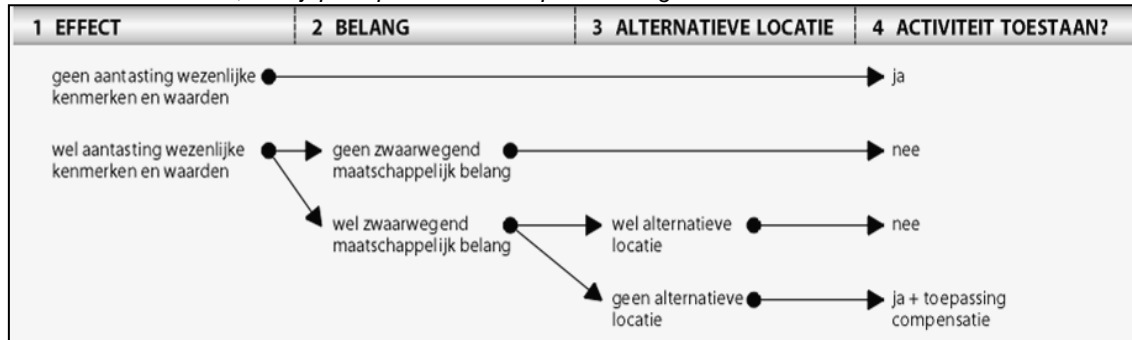 1 EFFECT
2 BELANG
3 ALTERNATIEVE LOCATIE
4 ACTIVITEIT TOESTAAN?
geen aantasting wezenlijke
kenmerken en waarden
ja
wel aantasting wezenlijke
kenmerken en waarden
geen zwaarwegend
maatschappelijk belang
nee
wel zwaarwegend
maatschappelijk belang
wel alternatieve
locatie
nee
geen alternatieve
locatie
ja + toepassing
compensatie